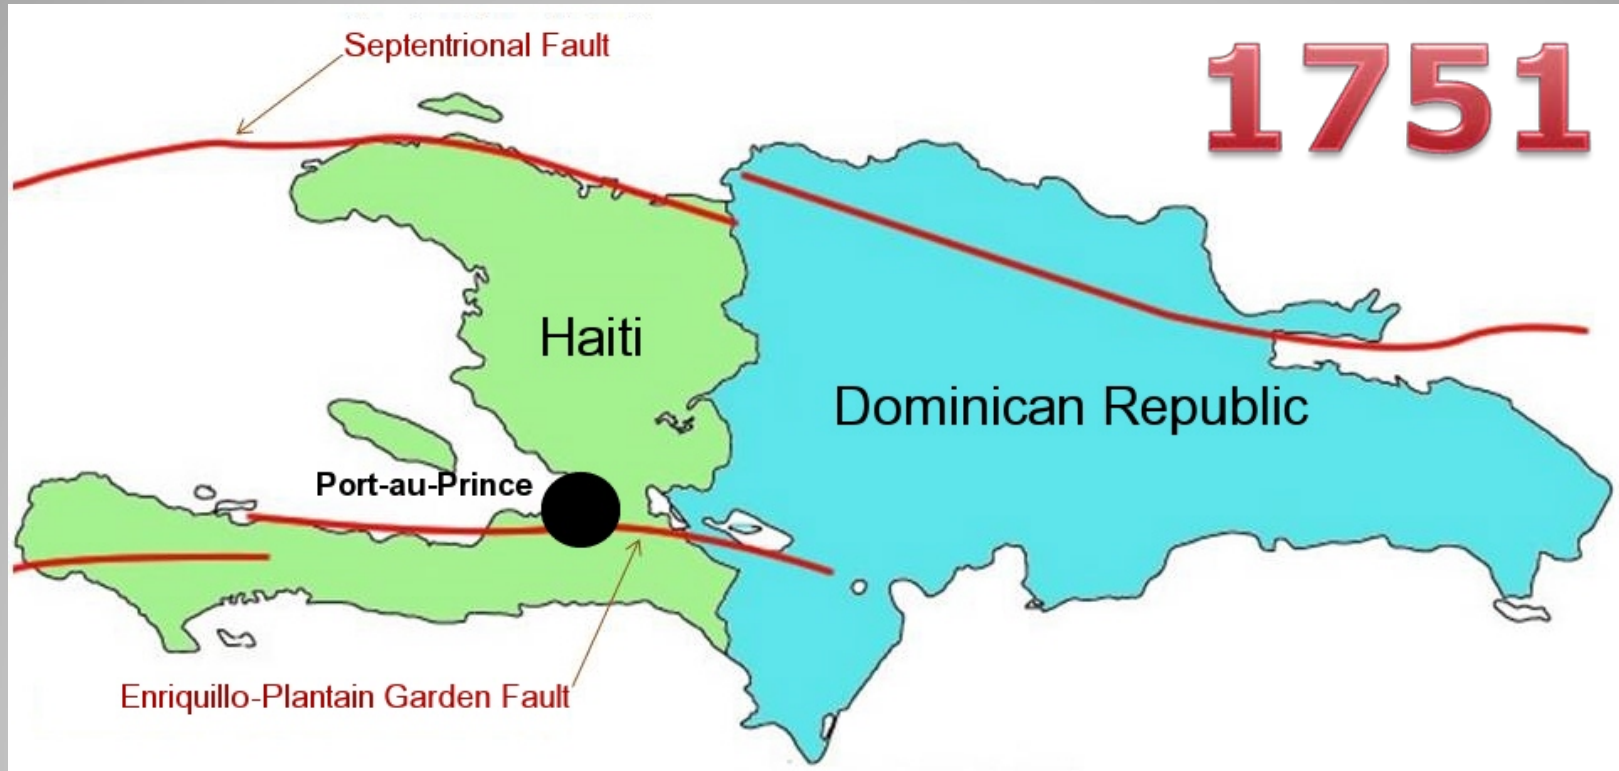 Septentrional Fault
1751
Haiti
Dominican Republic
Port-au-Prince
Enriquillo-Plantain Garden Fault